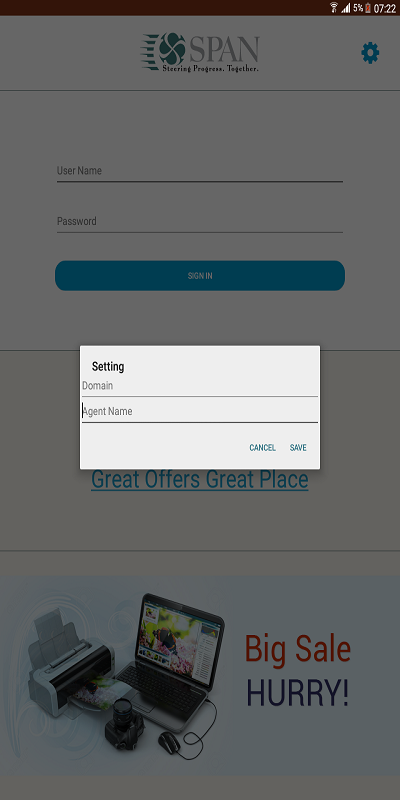 5% 07:22
SPAN
Steering Progress. Together.
User Name
Password
SIGN IN
Setting
Domain
Agent Name
CANCEL SAVE
Great Offers Great Place
Big Sale
HURRY!